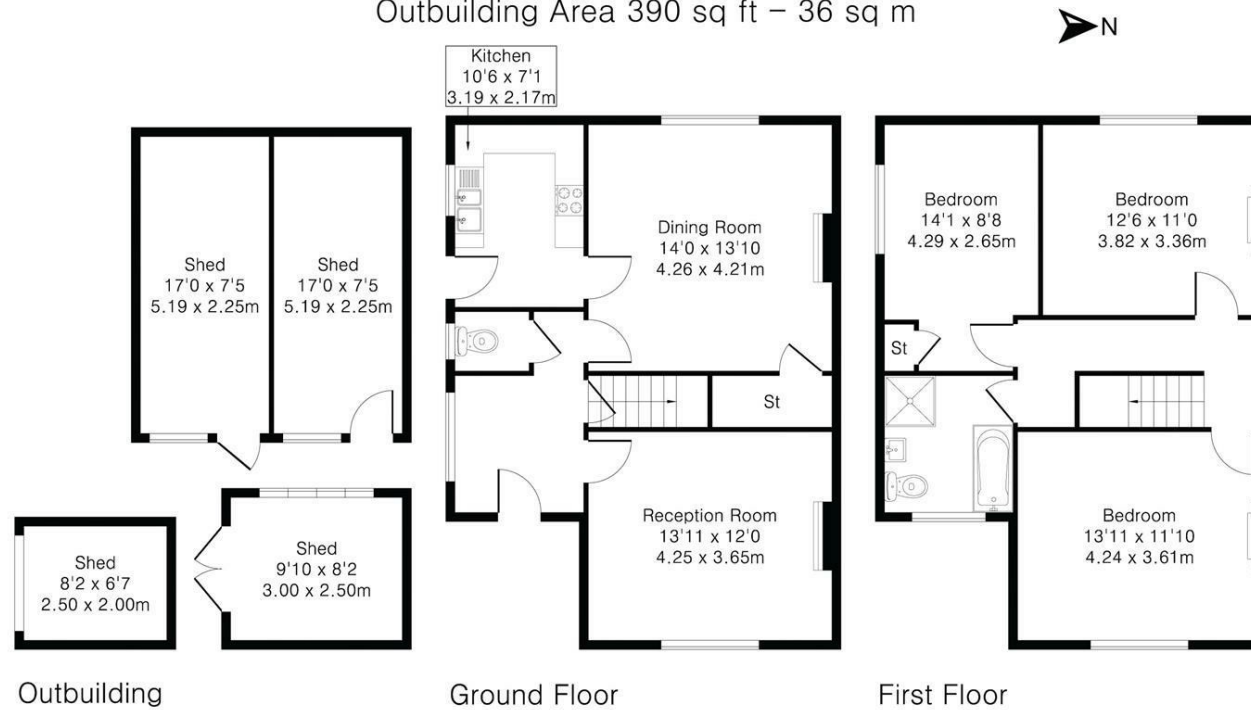 Outbuilding Area 390 sq ft – 36 sq m
N
Kitchen
10'6 x 7'1
3.19 x 2.17m
Shed
17'0 x 7'5
5.19 x 2.25m
Shed
17'0 x 7'5
5.19 x 2.25m
Dining Room
14'0 x 13'10
4.26 x 4.21m
St
Reception Room
13'11 x 12'0
4.25 x 3.65m
Bedroom
14'1 x 8'8
4.29 x 2.65m
Bedroom
12'6 x 11'0
3.82 x 3.36m
St
Bedroom
13'11 x 11'10
4.24 x 3.61m
Shed
8'2 x 6'7
2.50 x 2.00m
Shed
9'10 x 8'2
3.00 x 2.50m
Outbuilding
Ground Floor
First Floor